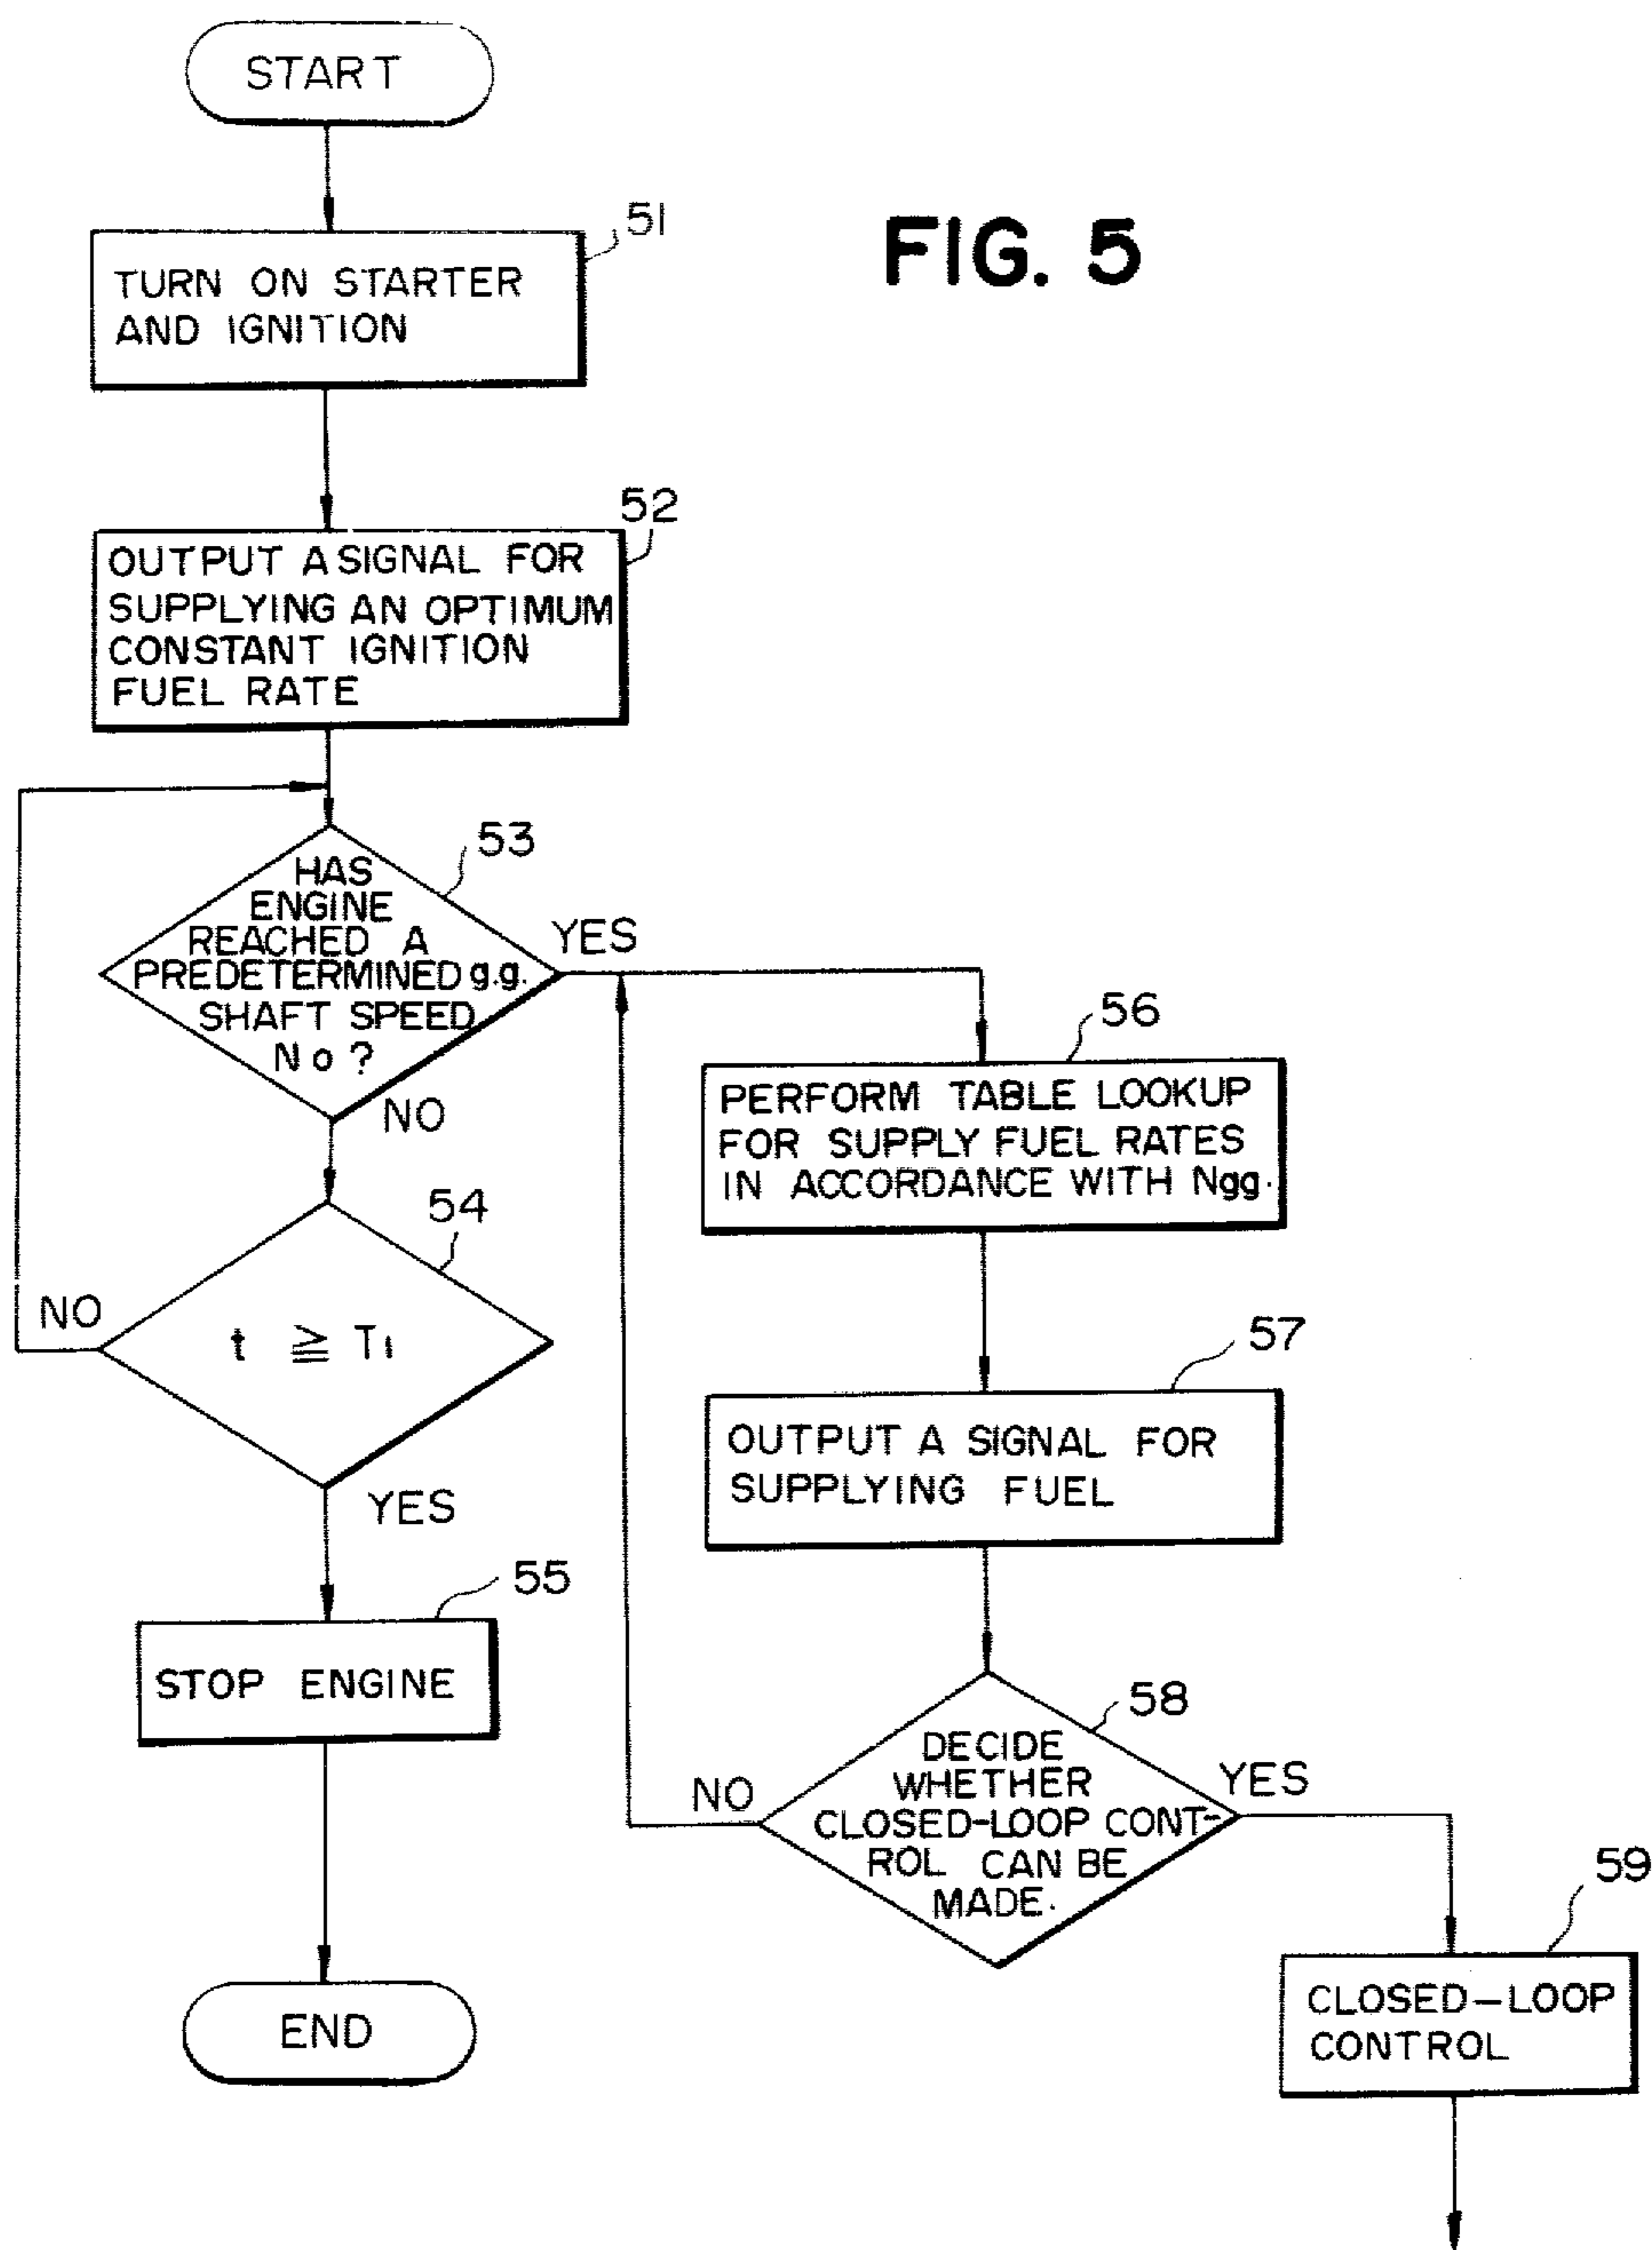 START
FIG. 5
51
TURN ON STARTER
AND IGNITION
52
OUTPUT A SIGNAL FOR
SUPPLYING AN OPTIMUM
CONSTANT IGNITION
FUEL RATE
53
HAS
ENGINE
REACHED A
PREDETERMINED g.g.
SHAFT SPEED
No ?
YES
NO
54
t ≧ T1
NO
YES
55
STOP ENGINE
END
56
PERFORM TABLE LOOKUP
FOR SUPPLY FUEL RATES
IN ACCORDANCE WITH Ngg.
57
OUTPUT A SIGNAL FOR
SUPPLYING FUEL
58
DECIDE
WHETHER
CLOSED-LOOP CONT-
ROL CAN BE
MADE.
NO
YES
59
CLOSED-LOOP
CONTROL